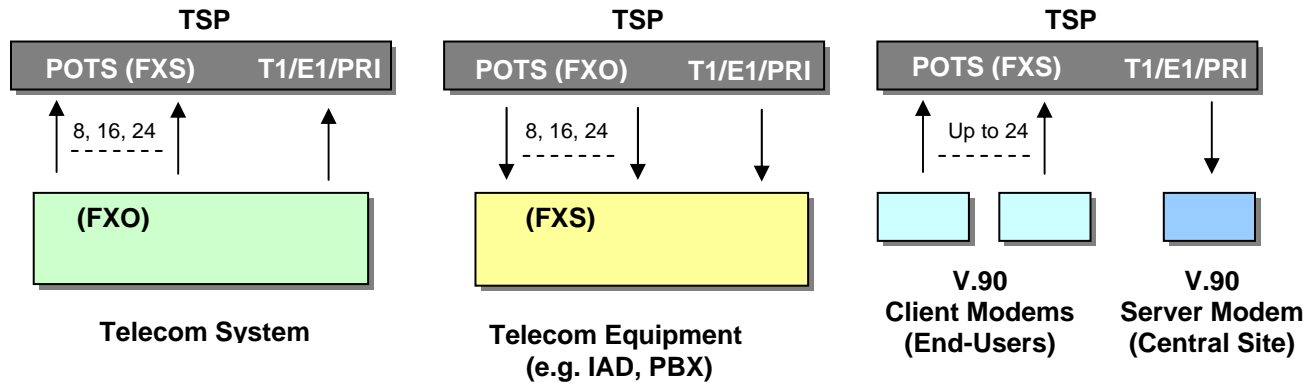 TSP
POTS (FXS) T1/E1/PRI
8, 16, 24
(FXO)
Telecom System
TSP
POTS (FXO) T1/E1/PRI
8, 16, 24
(FXS)
Telecom Equipment
(e.g. IAD, PBX)
TSP
POTS (FXS) T1/E1/PRI
Up to 24
V.90
Client Modems
(End-Users)
V.90
Server Modem
(Central Site)